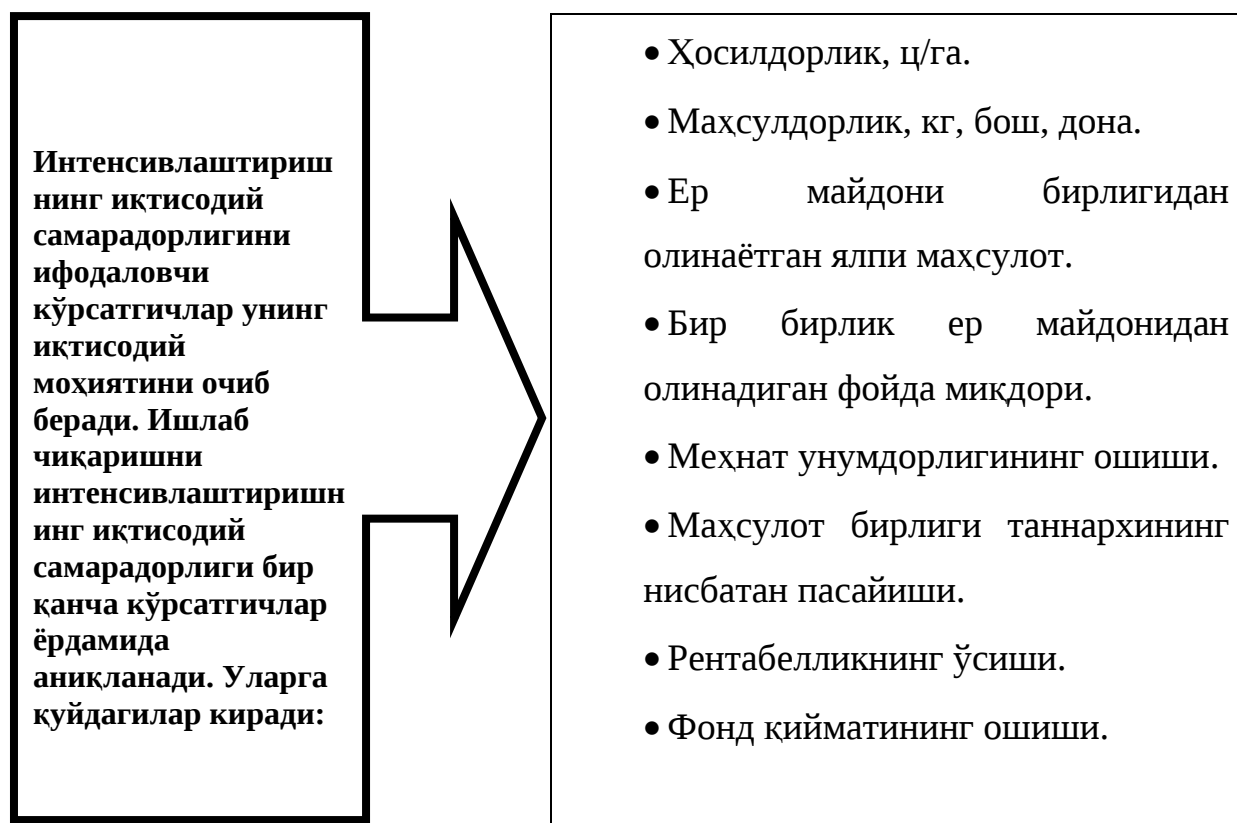 Интенсивлаштириш
нинг иқтисодий
самарадорлигини
ифодаловчи
кўрсатгичлар унинг
иқтисодий
моҳиятини очиб
беради. Ишлаб
чиқаришни
интенсивлаштиришн
инг иқтисодий
самарадорлиги бир
қанча кўрсатгичлар
ёрдамида
аниқланади. Уларга
қуйдагилар киради:
• Ҳосилдорлик, ц/га.
• Маҳсулдорлик, кг, бош, дона.
• Ер майдони бирлигидан
олинаётган ялпи маҳсулот.
• Бир бирлик ер майдонидан
олинадиган фойда миқдори.
• Меҳнат унумдорлигининг ошиши.
• Маҳсулот бирлиги таннархининг
нисбатан пасайиши.
• Рентабелликнинг ўсиши.
• Фонд қийматининг ошиши.